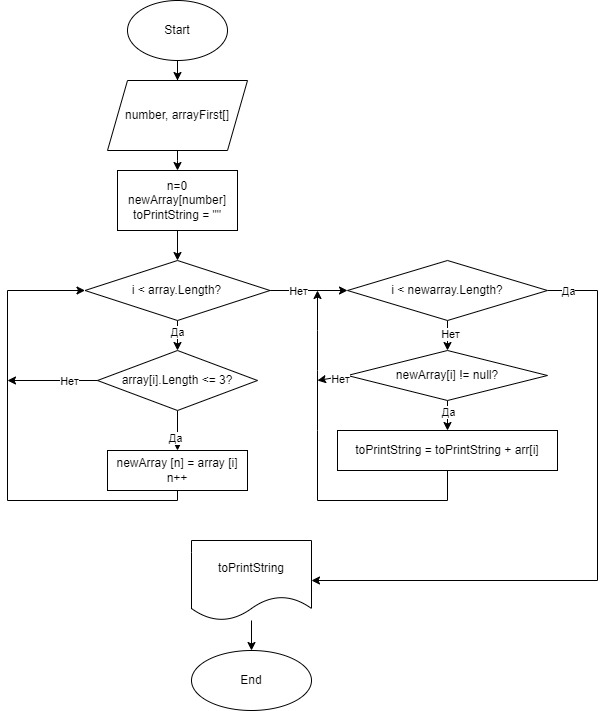 Start
number, arrayFirst[]
n=0
newArray[number]
toPrintString = ""
i < array.Length?
Нет
i < newarray.Length?
Да
Да
Нет
array[i].Length <= 3?
Нет
newArray[i] != null?
Нет
Да
Да
newArray [n] = array [i]
n++
toPrintString = toPrintString + arr[i]
toPrintString
End